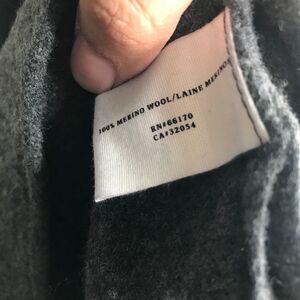 100% MERINO WOOL/LAINE MERINOS
RN#66170
CA#32054